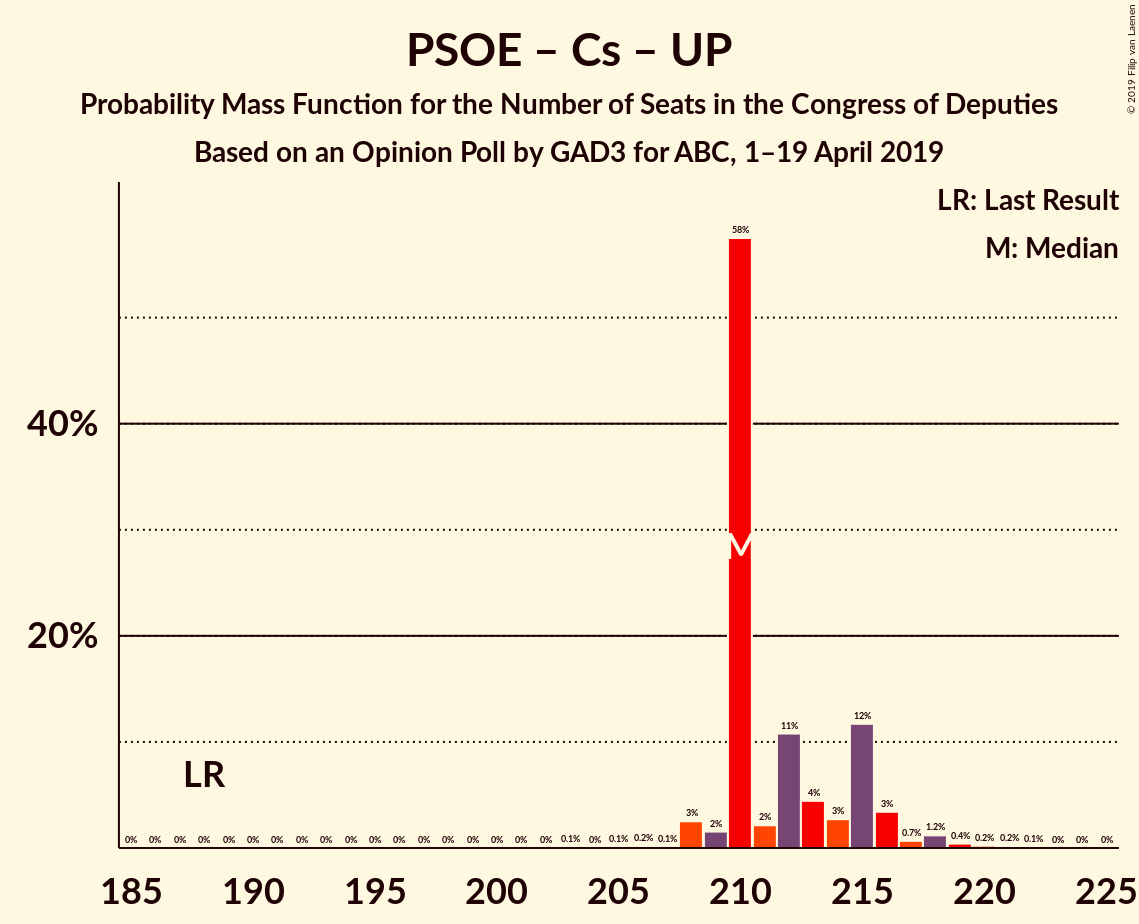 PSOE – Cs – UP
Probability Mass Function for the Number of Seats in the Congress of Deputies
Based on an Opinion Poll by GAD3 for ABC, 1–19 April 2019
© 2019 Filip van Laenen
LR: Last Result
M: Median
58%
40%
M
20%
12%
11%
LR
4%
3% 2% 2% 3% 3%
0% 0% 0% 0% 0% 0% 0% 0% 0% 0% 0% 0% 0% 0% 0% 0% 0% 0% 0.1% 0% 0.1% 0.2% 0.1% 0.7% 1.2% 0.4% 0.2% 0.2% 0.1% 0% 0% 0%
185 190 195 200 205 210 215 220 225